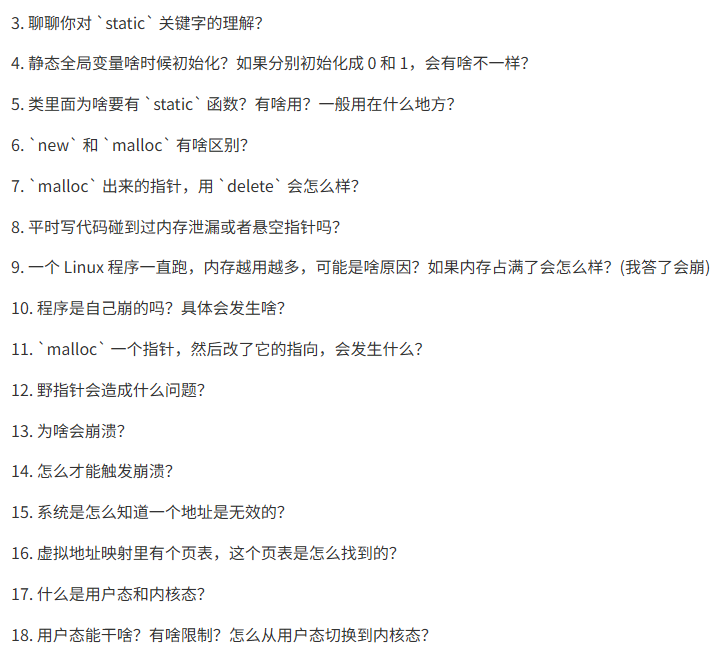 3. 聊聊你对 `static` 关键字的理解？
4. 静态全局变量啥时候初始化？如果分别初始化成 0 和 1，会有啥不一样？
5. 类里面为啥要有 `static` 函数？有啥用？一般用在什么地方？
6. `new` 和 `malloc` 有啥区别？
7. `malloc` 出来的指针，用 `delete` 会怎么样？
8. 平时写代码碰到过内存泄漏或者悬空指针吗？
9. 一个 Linux 程序一直跑，内存越用越多，可能是啥原因？如果内存占满了会怎么样？(我答了会崩)
10. 程序是自己崩的吗？具体会发生啥？
11. `malloc` 一个指针，然后改了它的指向，会发生什么？
12. 野指针会造成什么问题？
13. 为啥会崩溃？
14. 怎么才能触发崩溃？
15. 系统是怎么知道一个地址是无效的？
16. 虚拟地址映射里有个页表，这个页表是怎么找到的？
17. 什么是用户态和内核态？
18. 用户态能干啥？有啥限制？怎么从用户态切换到内核态？